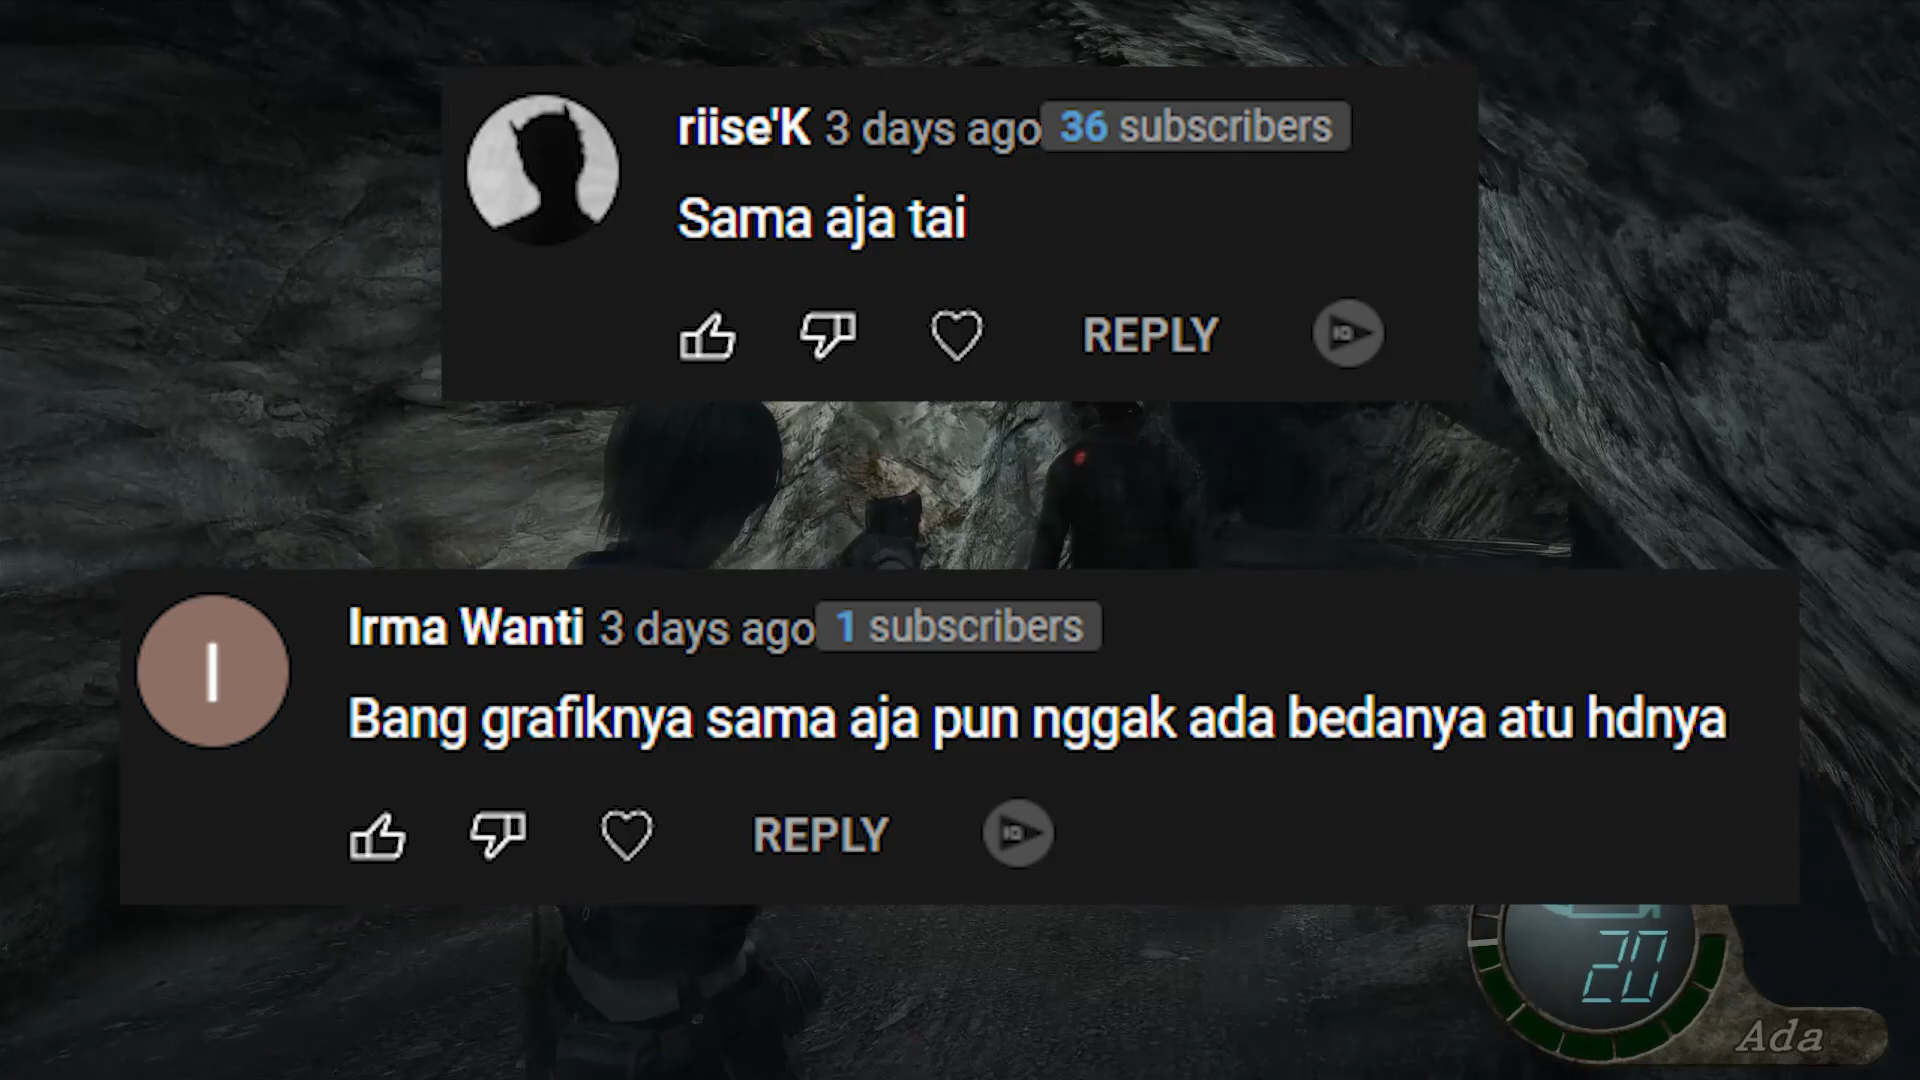 riise'K 3 days ago 36 subscribers
Sama aja tai
REPLY
I
Irma Wanti 3 days ago 1 subscribers
Bang grafiknya sama aja pun nggak ada bedanya atu hdnya
REPLY
20
Ada